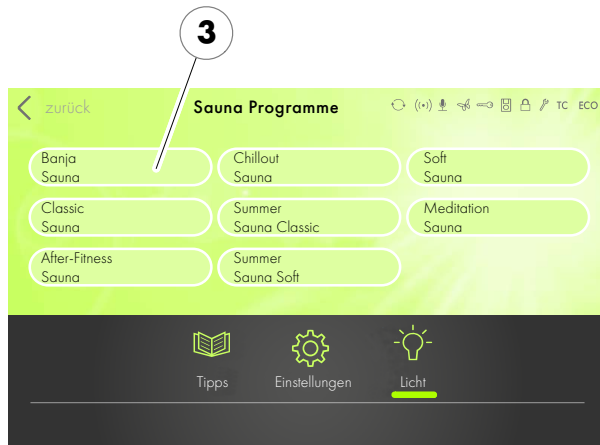 3
zurück Sauna Programme TC ECO
Banja
Sauna
Chillout
Sauna
Soft
Sauna
Classic
Sauna
Summer
Sauna Classic
Meditation
Sauna
After-Fitness
Sauna
Summer
Sauna Soft
Tipps Einstellungen Licht